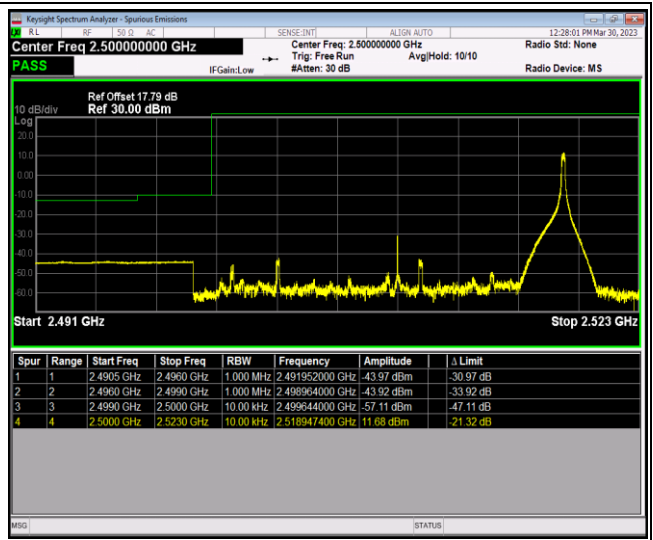 Keysight Spectrum Analyzer - Spurious Emissions
RL RF 50 Ω AC SENSE:INT ALIGN AUTO 12:28:01 PM Mar 30, 2023
Center Freq 2.500000000 GHz Center Freq: 2.500000000 GHz Radio Std: None
Trig: Free Run Avg|Hold: 10/10
PASS IFGain:Low #Atten: 30 dB Radio Device: MS
Ref Offset 17.79 dB
10 dB/div Ref 30.00 dBm
Log
20.0
10.0
0.00
-10.0
-20.0
-30.0
-40.0
-50.0
-60.0
Start 2.491 GHz Stop 2.523 GHz
Spur Range Start Freq Stop Freq RBW Frequency Amplitude Δ Limit
1 1 2.4905 GHz 2.4960 GHz 1.000 MHz 2.491952000 GHz -43.97 dBm -30.97 dB
2 2 2.4960 GHz 2.4990 GHz 1.000 MHz 2.498964000 GHz -43.92 dBm -33.92 dB
3 3 2.4990 GHz 2.5000 GHz 10.00 kHz 2.499644000 GHz -57.11 dBm -47.11 dB
4 4 2.5000 GHz 2.5230 GHz 10.00 kHz 2.518947400 GHz 11.68 dBm -21.32 dB
MSG STATUS